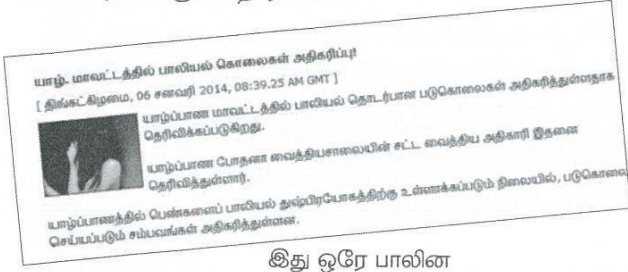 யாழ். மாவட்டத்தில் பாலியல் கொலைகள் அதிகரிப்பு!
[ திங்கட்கிழமை, 06 சனவரி 2014, 08:39.25 AM GMT ]
யாழ்ப்பாண மாவட்டத்தில் பாலியல் தொடர்பான படுகொலைகள் அதிகரித்துள்ளதாக
தெரிவிக்கப்படுகிறது.
யாழ்ப்பாண போதனா வைத்தியசாலையின் சட்ட வைத்திய அதிகாரி இதனை
தெரிவித்துள்ளார்.
யாழ்ப்பாணத்தில் பெண்களைப் பாலியல் துஷ்பிரயோகத்திற்கு உள்ளாக்கப்படும் நிலையில், படுகொலை
செய்யப்படும் சம்பவங்கள் அதிகரித்துள்ளன.
இது ஒரே பாலின